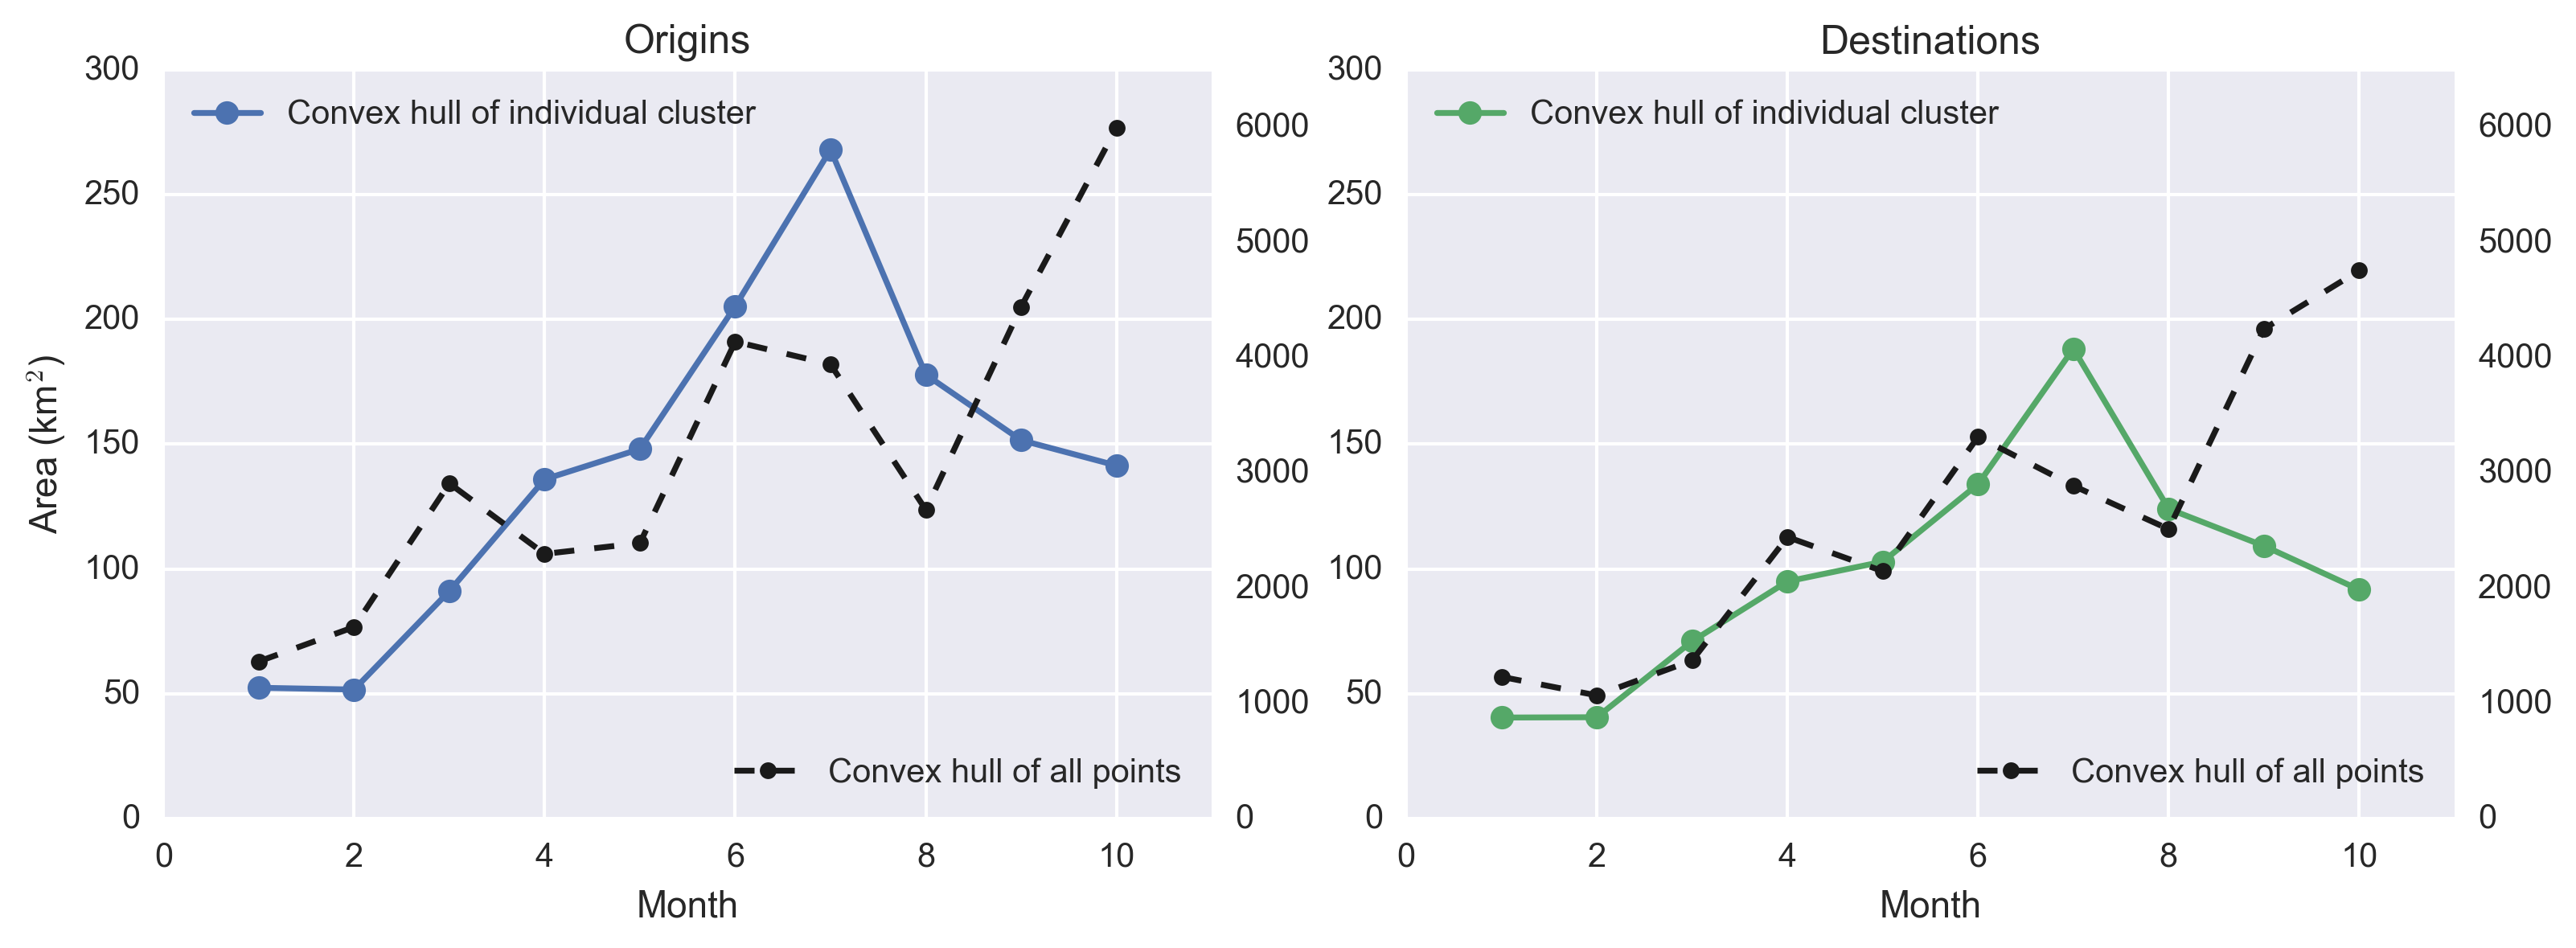 Origins
300
250
200
150
100
50
0
Area (km²)
Convex hull of individual cluster
Convex hull of all points
6000
5000
4000
3000
2000
1000
0
0 2 4 6 8 10
Month
Destinations
300
250
200
150
100
50
0
Convex hull of individual cluster
Convex hull of all points
6000
5000
4000
3000
2000
1000
0
0 2 4 6 8 10
Month